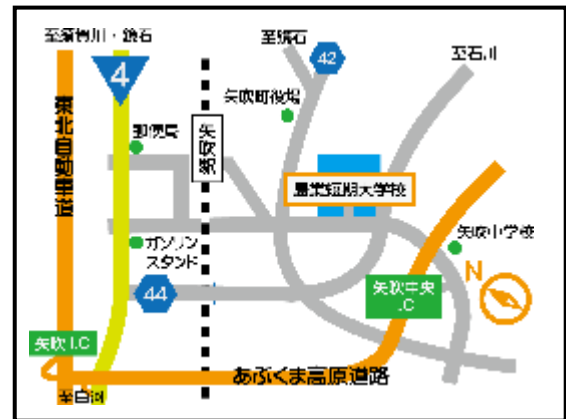 至須賀川・鏡石
至鏡石
42
至石川
4
矢吹町役場
東北自動車道
郵便局
矢吹駅
農業短期大学校
矢吹中学校
ガソリン
スタンド
N
44
矢吹中央
I.C
矢吹I.C
あぶくま高原道路
至白河